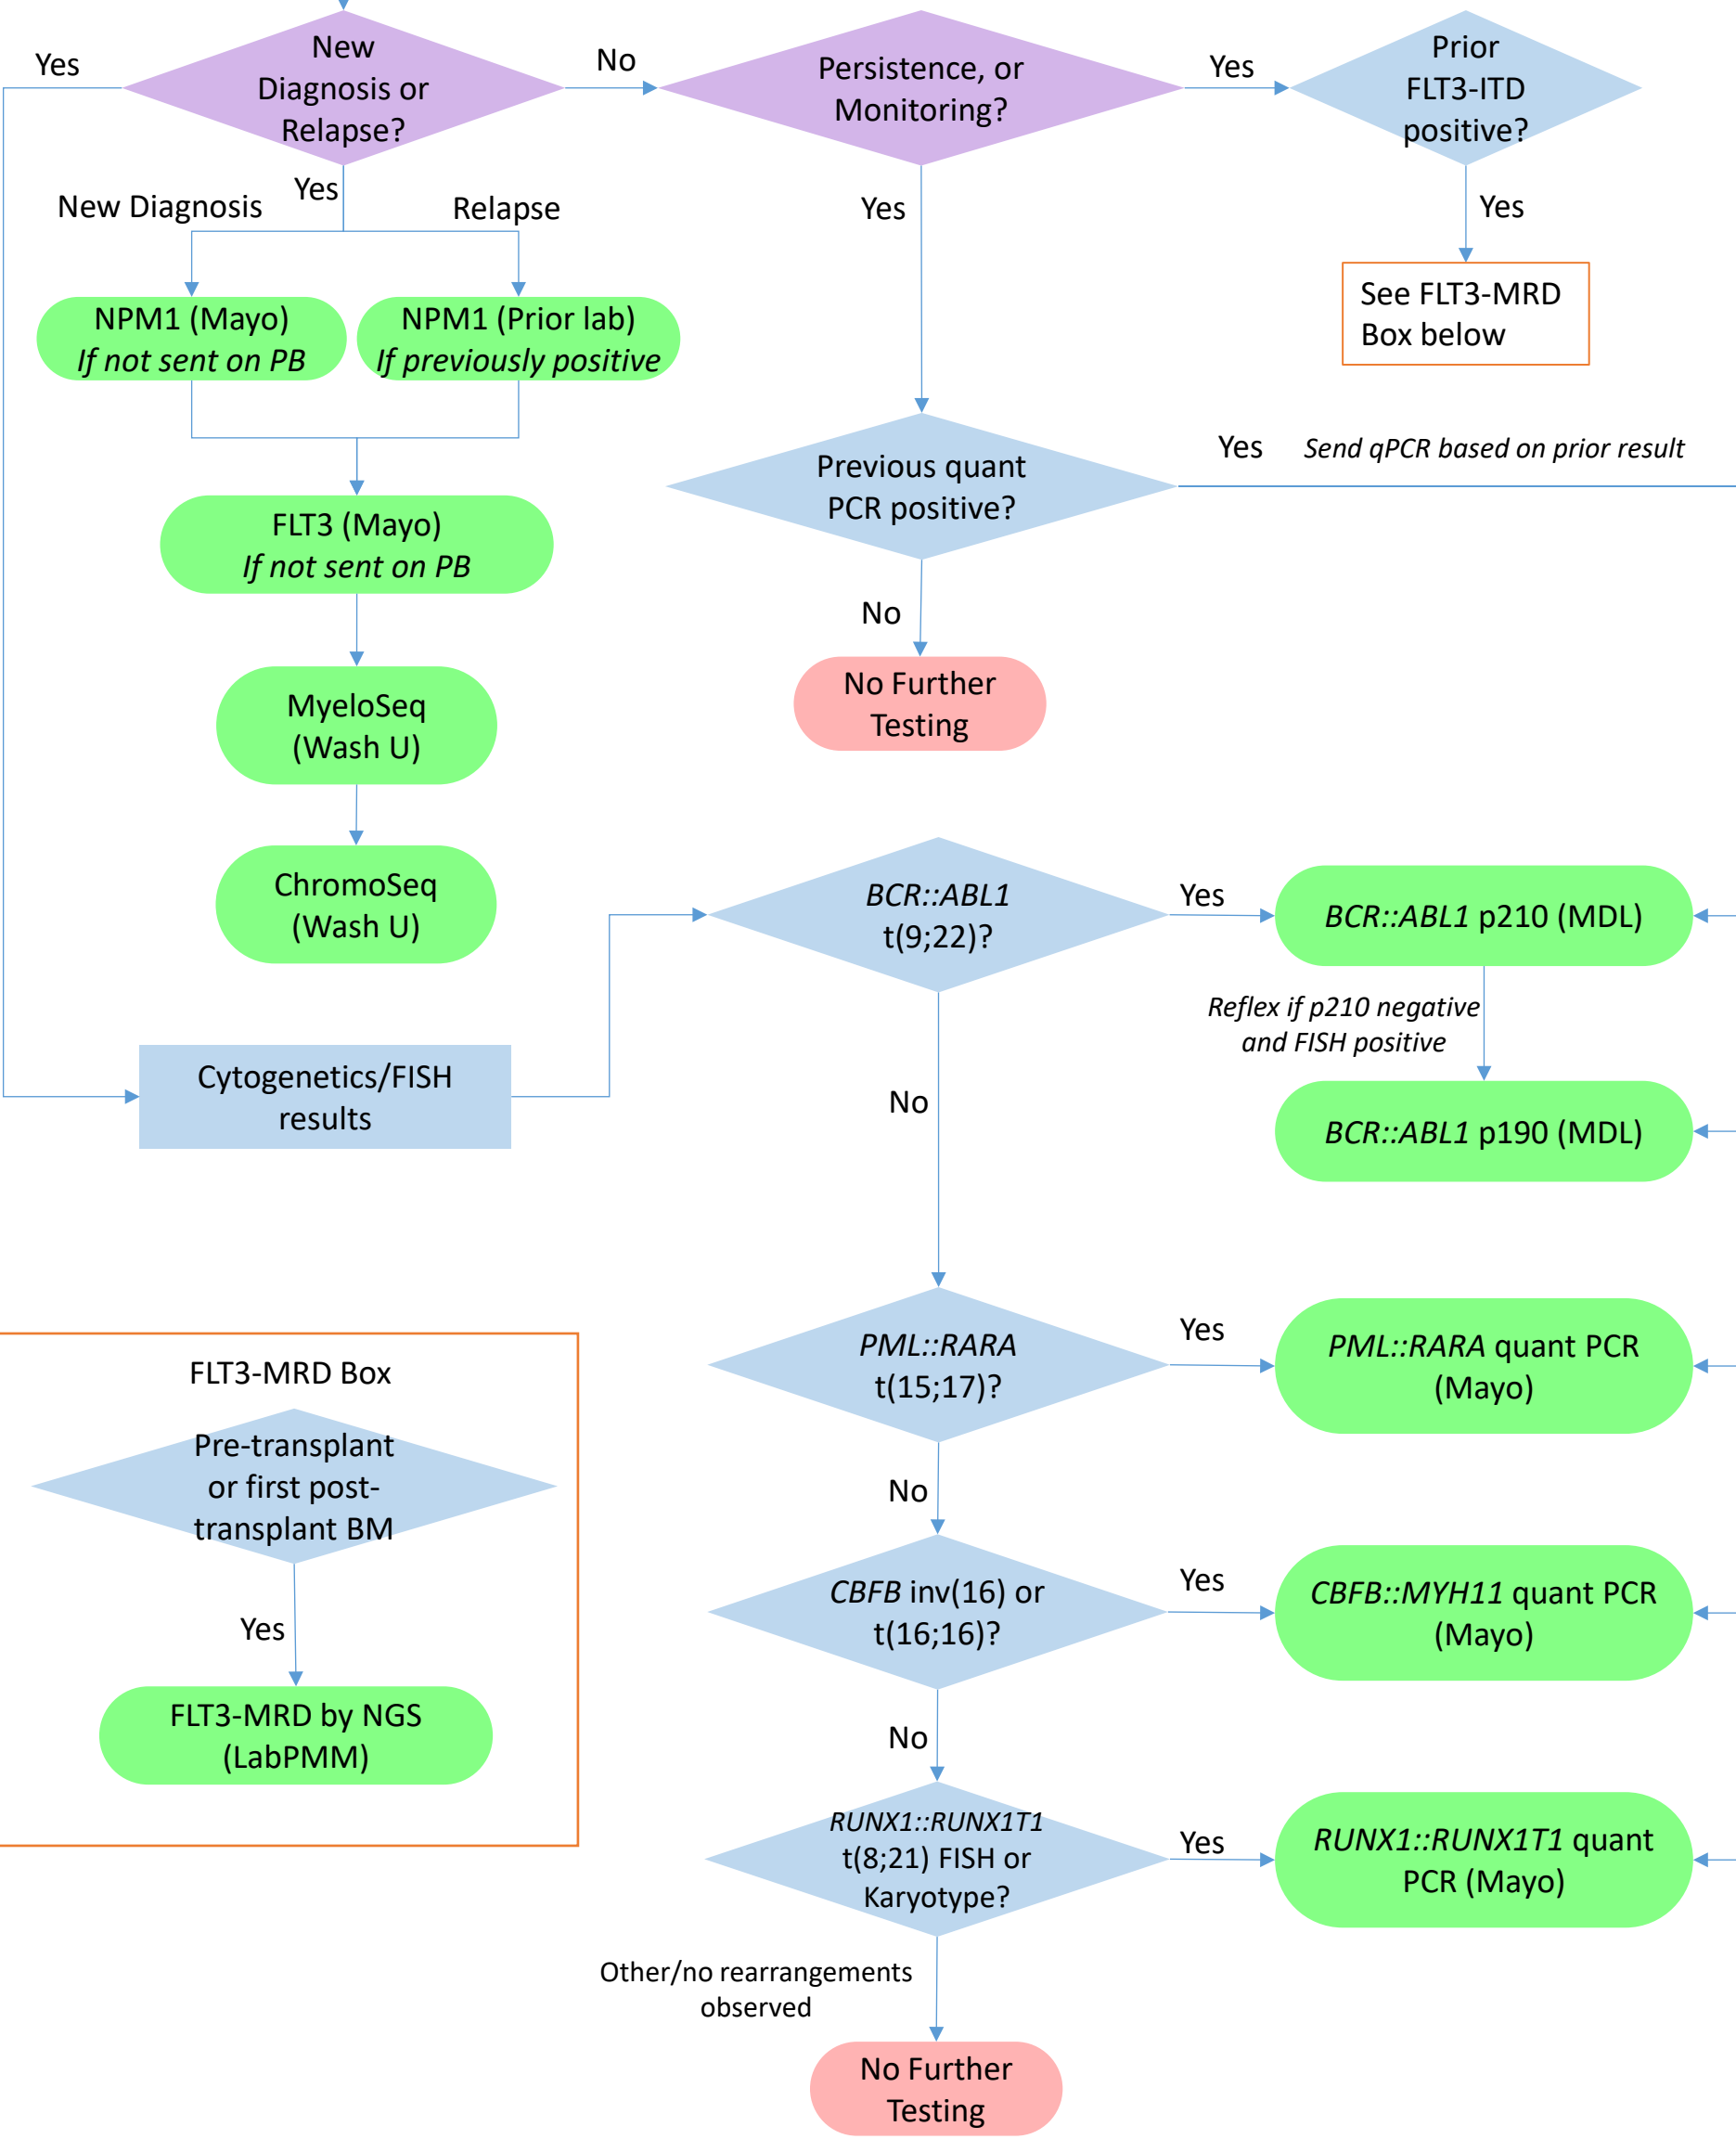 Yes
New
Diagnosis or
Relapse?
No
Persistence, or
Monitoring?
Yes
Prior
FLT3-ITD
positive?
New Diagnosis
Yes
Relapse
Yes
Yes
NPM1 (Mayo)
If not sent on PB
NPM1 (Prior lab)
If previously positive
See FLT3-MRD
Box below
Previous quant
PCR positive?
Yes
Send qPCR based on prior result
FLT3 (Mayo)
If not sent on PB
No
No Further
Testing
MyeloSeq
(Wash U)
ChromoSeq
(Wash U)
BCR::ABL1
t(9;22)?
Yes
BCR::ABL1 p210 (MDL)
Reflex if p210 negative
and FISH positive
Cytogenetics/FISH
results
No
BCR::ABL1 p190 (MDL)
PML::RARA
t(15;17)?
Yes
PML::RARA quant PCR
(Mayo)
FLT3-MRD Box
Pre-transplant
or first post-
transplant BM
Yes
FLT3-MRD by NGS
(LabPMM)
No
CBFB inv(16) or
t(16;16)?
Yes
CBFB::MYH11 quant PCR
(Mayo)
No
RUNX1::RUNX1T1
t(8;21) FISH or
Karyotype?
Yes
RUNX1::RUNX1T1 quant
PCR (Mayo)
Other/no rearrangements
observed
No Further
Testing